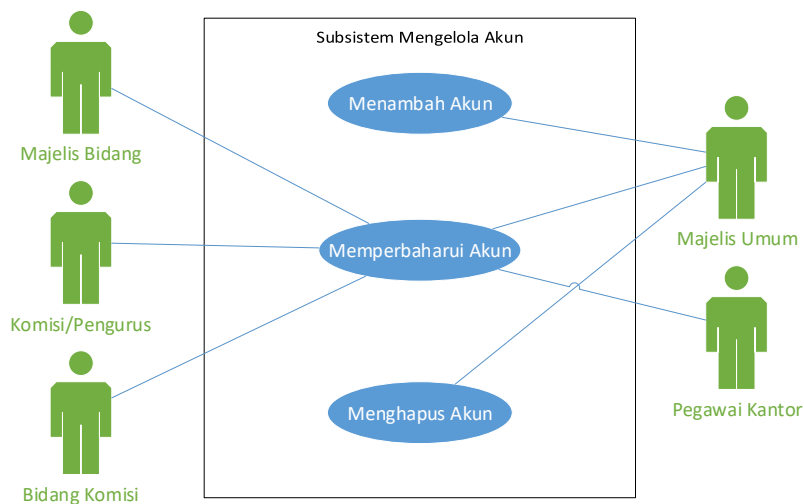 Subsistem Mengelola Akun
Menambah Akun
Majelis Bidang
Memperbaharui Akun
Majelis Umum
Komisi/Pengurus
Menghapus Akun
Pegawai Kantor
Bidang Komisi